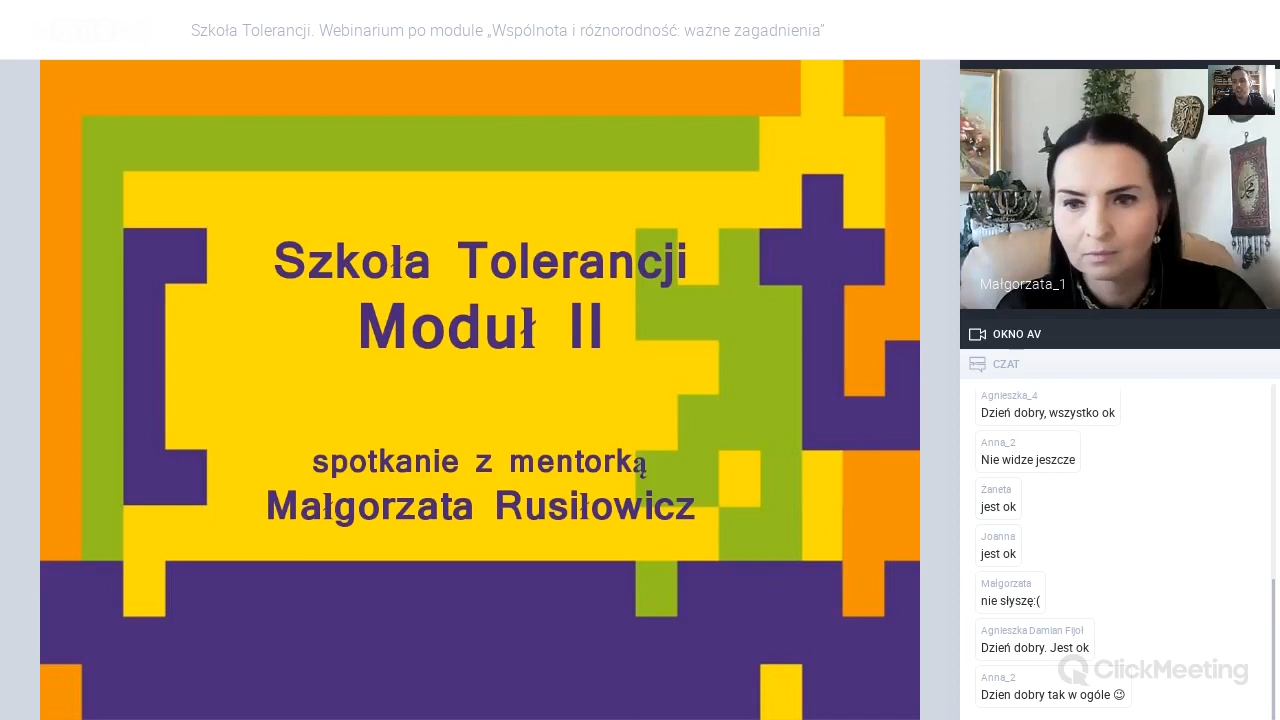 Szkoła Tolerancji. Webinarium po module „Wspólnota i różnorodność: ważne zagadnienia”
Szkoła Tolerancji
Moduł II
spotkanie z mentorką
Małgorzata Rusiłowicz
Małgorzata_1
OKNO AV
CZAT
Agnieszka_4
Dzień dobry, wszystko ok
Anna_2
Nie widze jeszcze
Żaneta
jest ok
Joanna
jest ok
Małgorzata
nie słyszę:(
Agnieszka Damian Fijoł
Dzień dobry. Jest ok
Anna_2
Dzien dobry tak w ogóle 😉
ClickMeeting